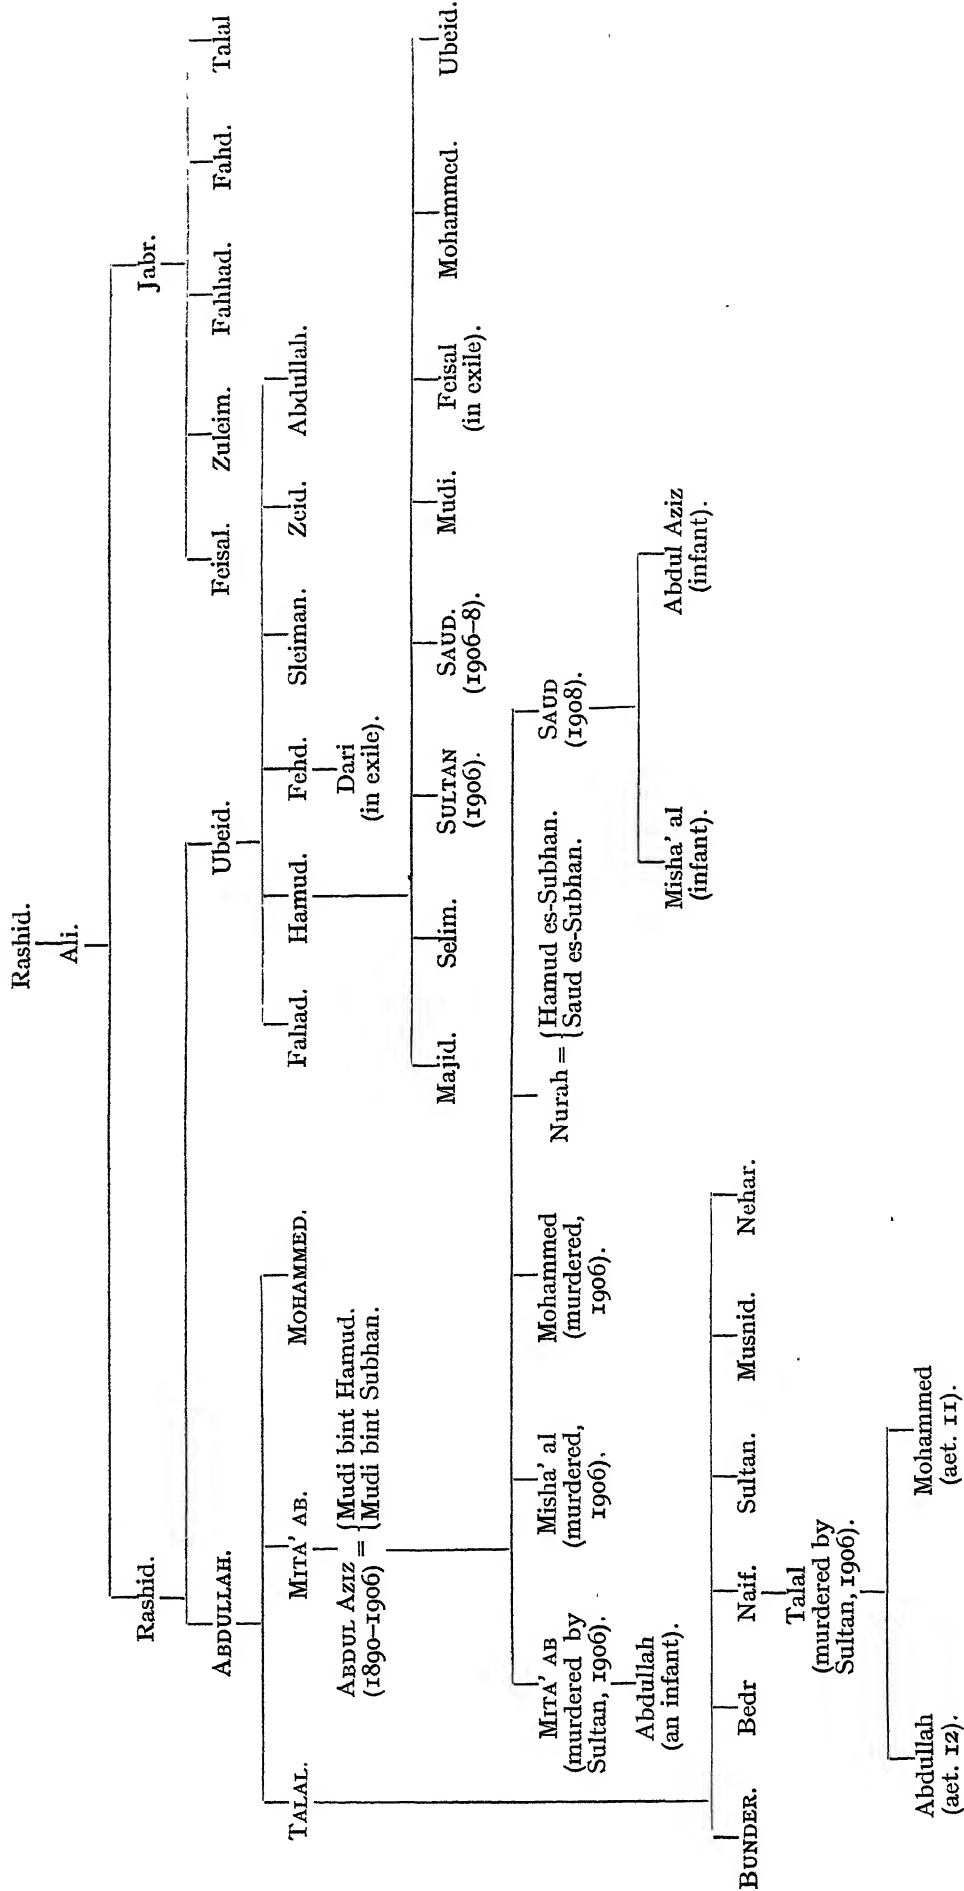 Rashid.
Ali.
Rashid.
Jabr.
ABDULLAH.
Ubeid.
Feisal.
Zuleim.
Fahhad.
Fahd.
Talal
TALAL.
MITA' AB.
MOHAMMED.
Fahad.
Hamud.
Fehd.
Sleiman.
Zeid.
Abdullah.
ABDUL AZIZ = {Mudi bint Hamud.
(1890–1906) {Mudi bint Subhan.
Dari
(in exile).
Majid.
Selim.
SULTAN
(1906).
SAUD.
(1906–8).
Mudi.
Feisal
(in exile).
Mohammed.
Ubeid.
MITA' AB
(murdered by
Sultan, 1906).
Misha' al
(murdered,
1906).
Mohammed
(murdered,
1906).
Nurah = {Hamud es-Subhan.
{Saud es-Subhan.
SAUD
(1908).
Abdullah
(an infant).
Misha' al
(infant).
Abdul Aziz
(infant).
BUNDER.
Bedr
Naif.
Sultan.
Musnid.
Nehar.
Talal
(murdered by
Sultan, 1906).
Abdullah
(aet. 12).
Mohammed
(aet. 11).